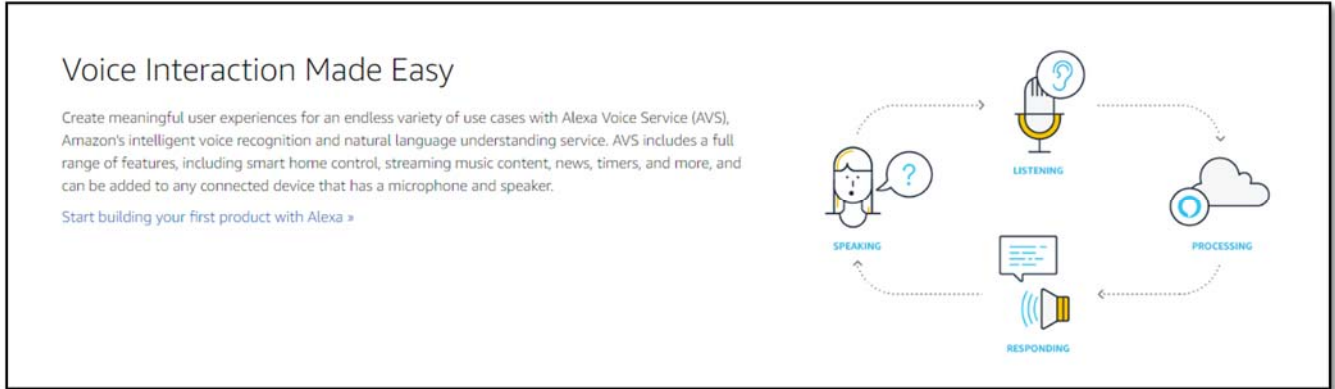 Voice Interaction Made Easy
Create meaningful user experiences for an endless variety of use cases with Alexa Voice Service (AVS),
Amazon's intelligent voice recognition and natural language understanding service. AVS includes a full
range of features, including smart home control, streaming music content, news, timers, and more, and
can be added to any connected device that has a microphone and speaker.
Start building your first product with Alexa »
LISTENING
?
SPEAKING
PROCESSING
RESPONDING